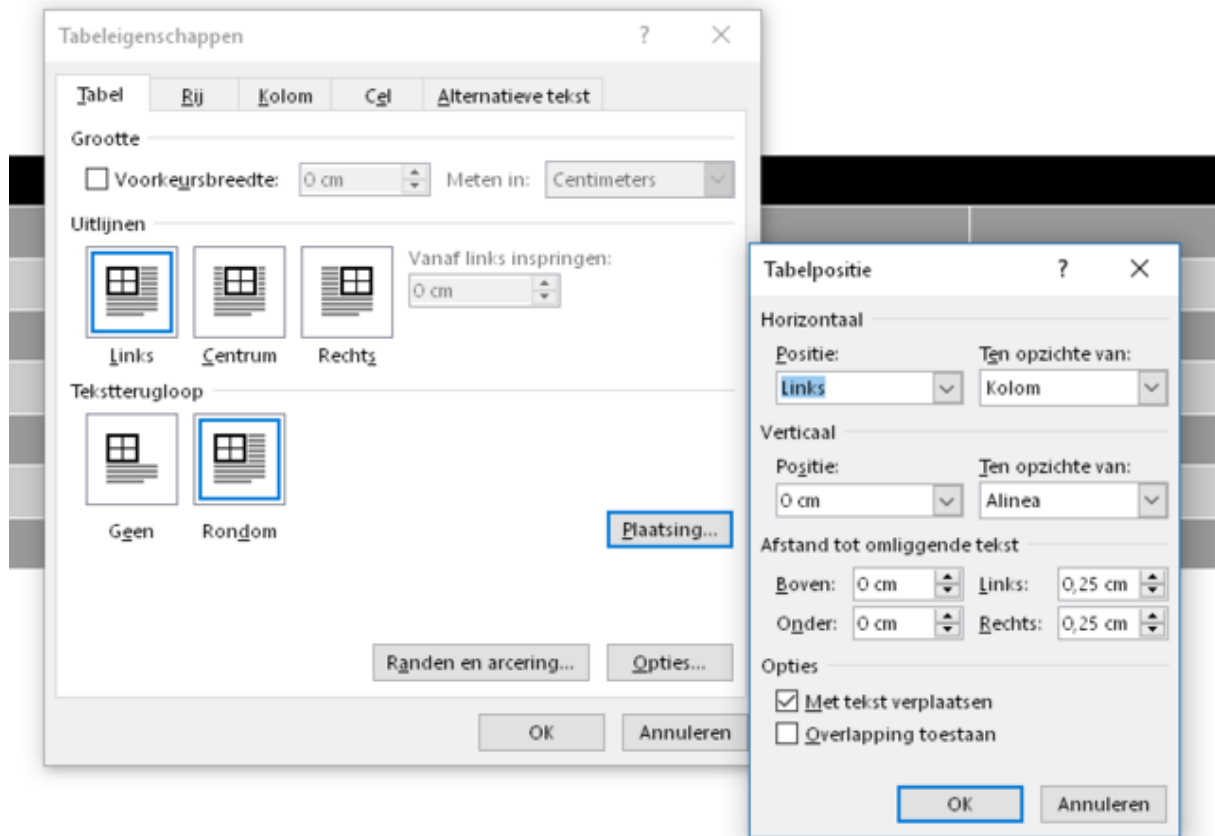 Tabeleigenschappen ?
Tabel Rij Kolom Cel Alternatieve tekst
Grootte
Voorkeursbreedte: 0 cm Meten in: Centimeters
Uitlijnen
Vanaf links inspringen:
0 cm
Links Centrum Rechts
Tekstterugloop
Geen Rondom
Plaatsing...
Randen en arcering... Opties...
OK Annuleren
Tabelpositie ?
Horizontaal
Positie: Ten opzichte van:
Links Kolom
Verticaal
Positie: Ten opzichte van:
0 cm Alinea
Afstand tot omliggende tekst
Boven: 0 cm Links: 0,25 cm
Onder: 0 cm Rechts: 0,25 cm
Opties
Met tekst verplaatsen
Overlapping toestaan
OK Annuleren